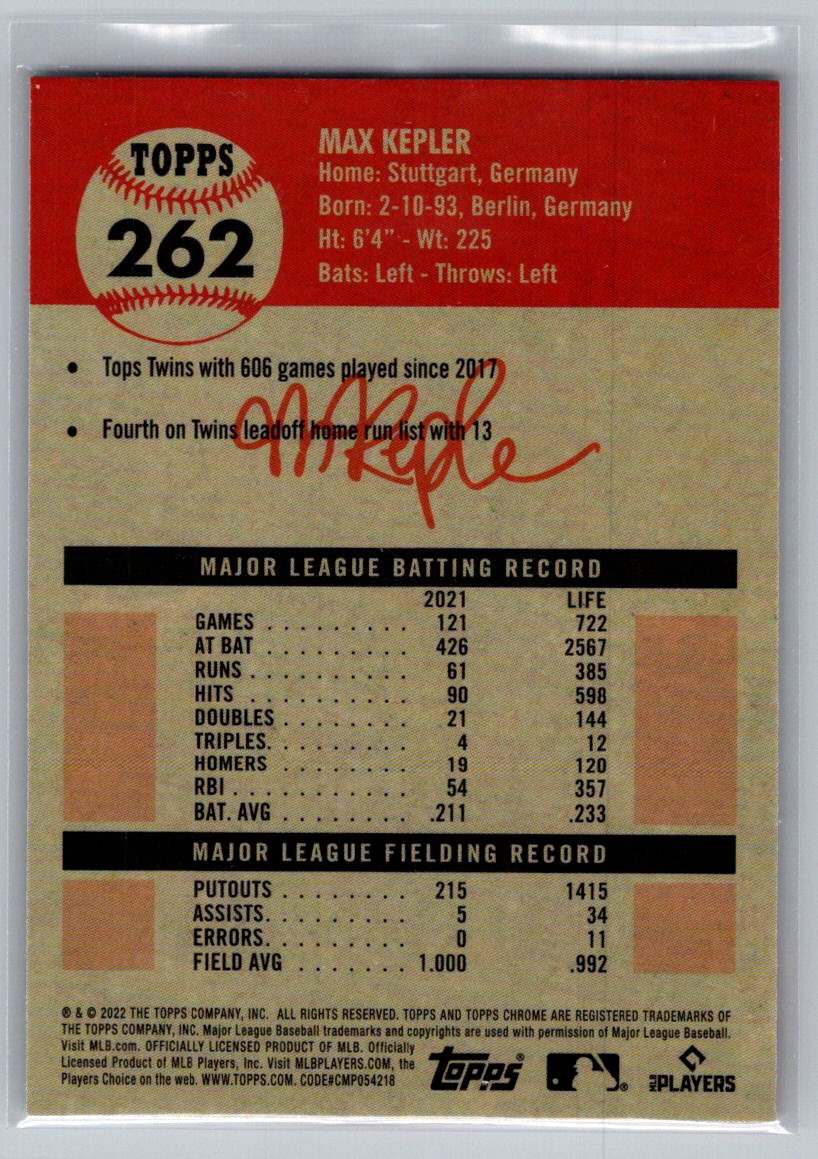 TOPPS
262
MAX KEPLER
Home: Stuttgart, Germany
Born: 2-10-93, Berlin, Germany
Ht: 6'4" - Wt: 225
Bats: Left - Throws: Left
• Tops Twins with 606 games played since 2017
• Fourth on Twins leadoff home run list with 13
M Kepler
MAJOR LEAGUE BATTING RECORD
2021 LIFE
GAMES . . . . . . . . . 121 722
AT BAT . . . . . . . . . 426 2567
RUNS . . . . . . . . . . 61 385
HITS . . . . . . . . . . 90 598
DOUBLES . . . . . . . . 21 144
TRIPLES. . . . . . . . . 4 12
HOMERS . . . . . . . . 19 120
RBI . . . . . . . . . . . 54 357
BAT. AVG . . . . . . . . .211 .233
MAJOR LEAGUE FIELDING RECORD
PUTOUTS . . . . . . . . 215 1415
ASSISTS. . . . . . . . . 5 34
ERRORS. . . . . . . . . 0 11
FIELD AVG . . . . . . . 1.000 .992
® & © 2022 THE TOPPS COMPANY, INC. ALL RIGHTS RESERVED. TOPPS AND TOPPS CHROME ARE REGISTERED TRADEMARKS OF
THE TOPPS COMPANY, INC. Major League Baseball trademarks and copyrights are used with permission of Major League Baseball.
Visit MLB.com. OFFICIALLY LICENSED PRODUCT OF MLB. Officially
Licensed Product of MLB Players, Inc. Visit MLBPLAYERS.COM, the
Players Choice on the web. WWW.TOPPS.COM. CODE#CMP054218
Topps® ® MLB PLAYERS